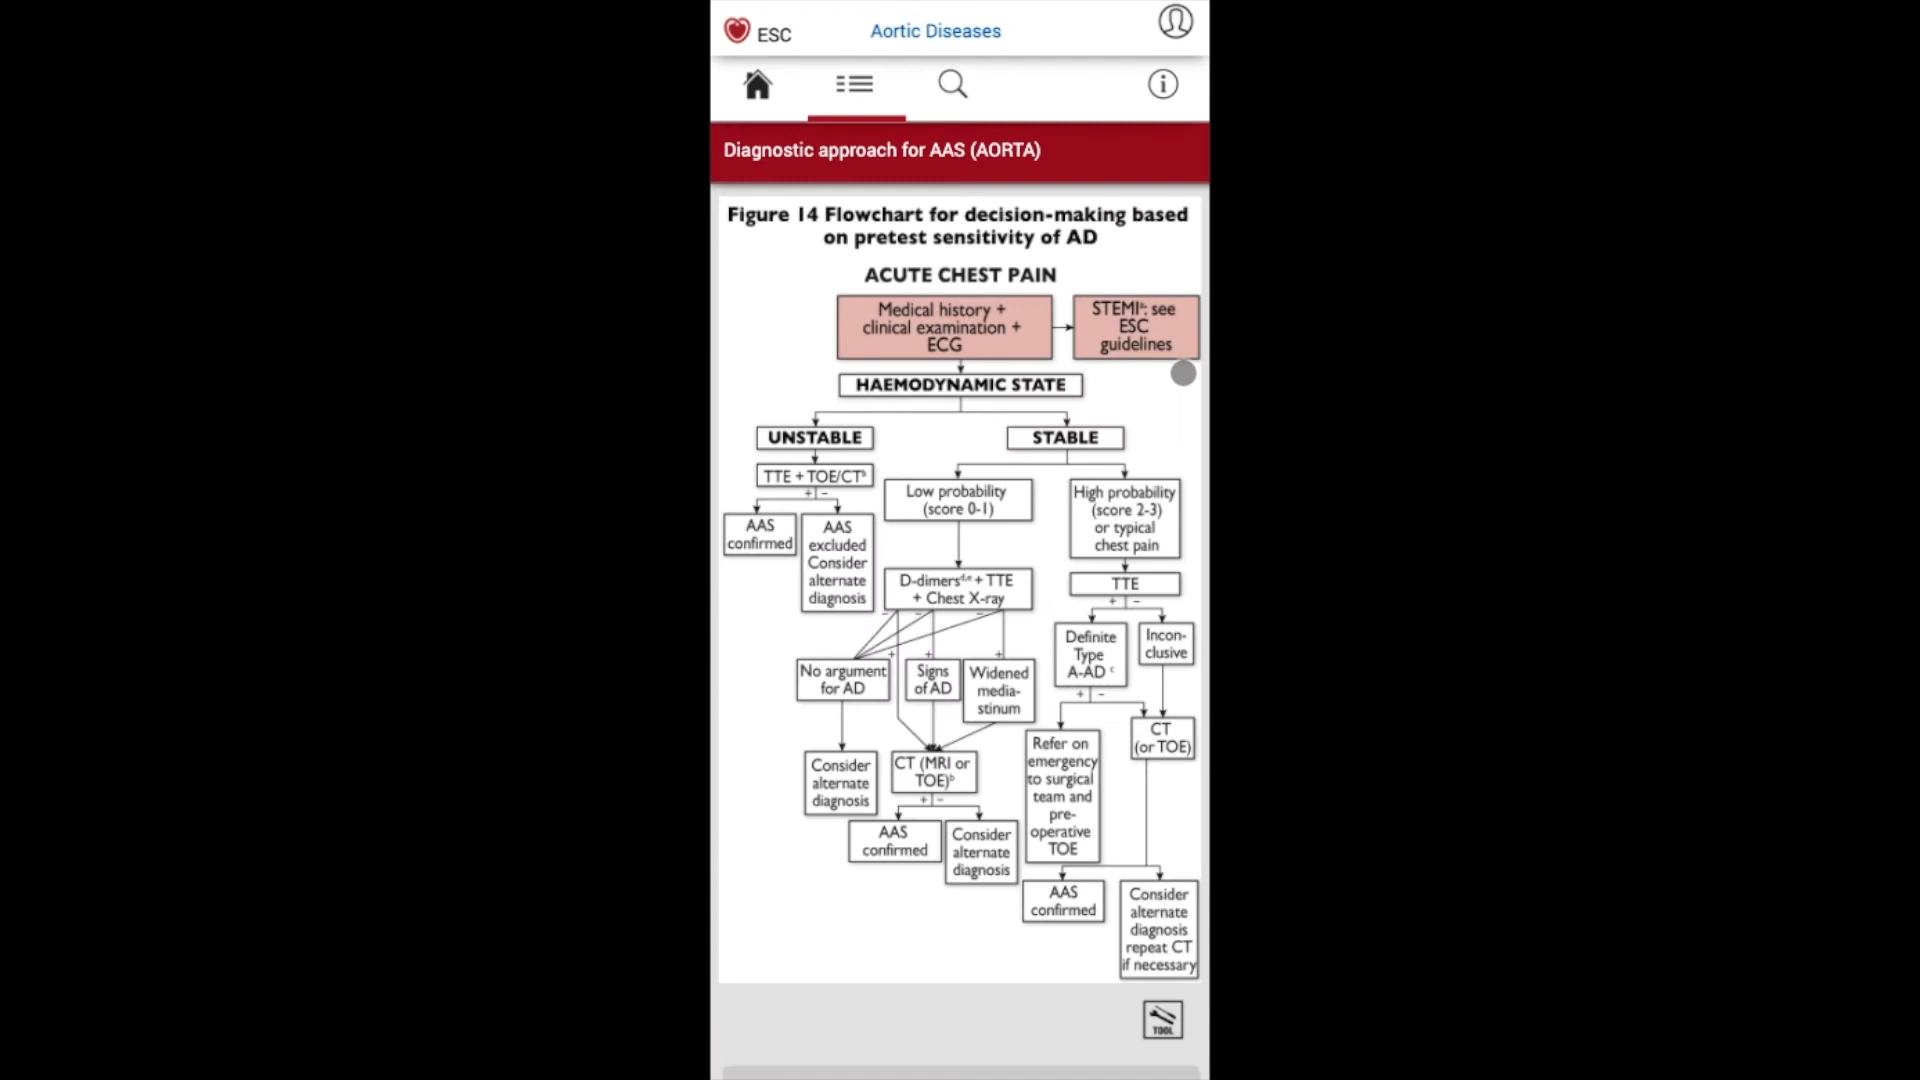 ESC
Aortic Diseases
Diagnostic approach for AAS (AORTA)
Figure 14 Flowchart for decision-making based
on pretest sensitivity of AD
ACUTE CHEST PAIN
Medical history +
clinical examination +
ECG
STEMIᵃ: see
ESC
guidelines
HAEMODYNAMIC STATE
UNSTABLE
STABLE
TTE + TOE/CTᵇ
+ –
AAS
confirmed
AAS
excluded
Consider
alternate
diagnosis
Low probability
(score 0-1)
High probability
(score 2-3)
or typical
chest pain
D-dimersᵈ,ᵉ + TTE
+ Chest X-ray
TTE
+ –
– – –
+ + +
No argument
for AD
Signs
of AD
Widened
media-
stinum
Definite
Type
A-AD ᶜ
Incon-
clusive
+ –
Consider
alternate
diagnosis
CT (MRI or
TOE)ᵇ
+ –
AAS
confirmed
Consider
alternate
diagnosis
Refer on
emergency
to surgical
team and
pre-
operative
TOE
CT
(or TOE)
AAS
confirmed
Consider
alternate
diagnosis
repeat CT
if necessary
TOOL